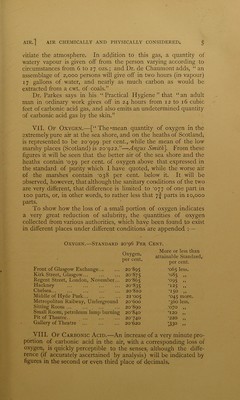 AIR.] AIR CHEMICALLY AND PHYSICALLY CONSIDERED. 5
vitiate the atmosphere. In addition to this gas, a quantity of
watery vapour is given off from the person varying according to
circumstances from 6 to 27 ozs.: and Dr. de Chaumont adds, "an
assemblage of 2,000 persons will give off in two hours (in vapour)
17 gallons of water, and nearly as much carbon as would be
extracted from a cwt. of coals."
Dr. Parkes says in his "Practical Hygiene" that "an adult
man in ordinary work gives off in 24 hours from 12 to 16 cubic
feet of carbonic acid gas, and also emits an undetermined quantity
of carbonic acid gas by the skin."
VII. OF OXYGEN.—["The mean quantity of oxygen in the
extremely pure air at the sea shore, and on the heaths of Scotland,
is represented to be 20·999 per cent., while the mean of the low
marshy places (Scotland) is 20·922."—Angus Smith.] From these
figures it will be seen that the better air of the sea shore and the
heaths contain ·039 per cent. of oxygen above that expressed in
the standard of purity which I have quoted, while the worse air
of the marshes contain ·038 per cent. below it. It will be
observed, however, that although the sanitary conditions of the two
are very different, that difference is limited to ·077 of one part in
100 parts, or, in other words, to rather less that 7¾ parts in 10,000
parts.
To show how the loss of a small portion of oxygen indicates
a very great reduction of salubrity, the quantities of oxygen
collected from various authorities, which have been found to exist
in different places under different conditions are appended :—
OXYGEN.—STANDARD 20·96 PER CENT.
Oxygen, per cent. More or less than attainable Standard, per cent.
Front of Glasgow Exchange... ... 20·895 ·065 less.
Kirk Street, Glasgow... ... 20·877 ·083 „
Regent Street, London, November... 20·865 ·095 „
Hackney ... ... 20·835 ·125 „
Chelsea... ... 20·822 ·130 „
Middle of Hyde Park... ... 21·005 ·045 more.
Metropolitan Railway, Underground 20·660 ·300 less.
Sitting Room ... ... 20·890 ·070 „
Small Room, petroleum lamp burning 20·840 ·120 „
Pit of Theatre... ... 20·740 ·220 „
Gallery of Theatre ... 20·620 ·332 „
VIII. OF CARBONIC ACID.—An increase of a very minute pro-
portion of carbonic acid in the air, with a corresponding loss of
oxygen, is quickly perceptible to the senses, although the diffe-
rence (if accurately ascertained by analysis) will be indicated by
figures in the second or even third place of decimals.